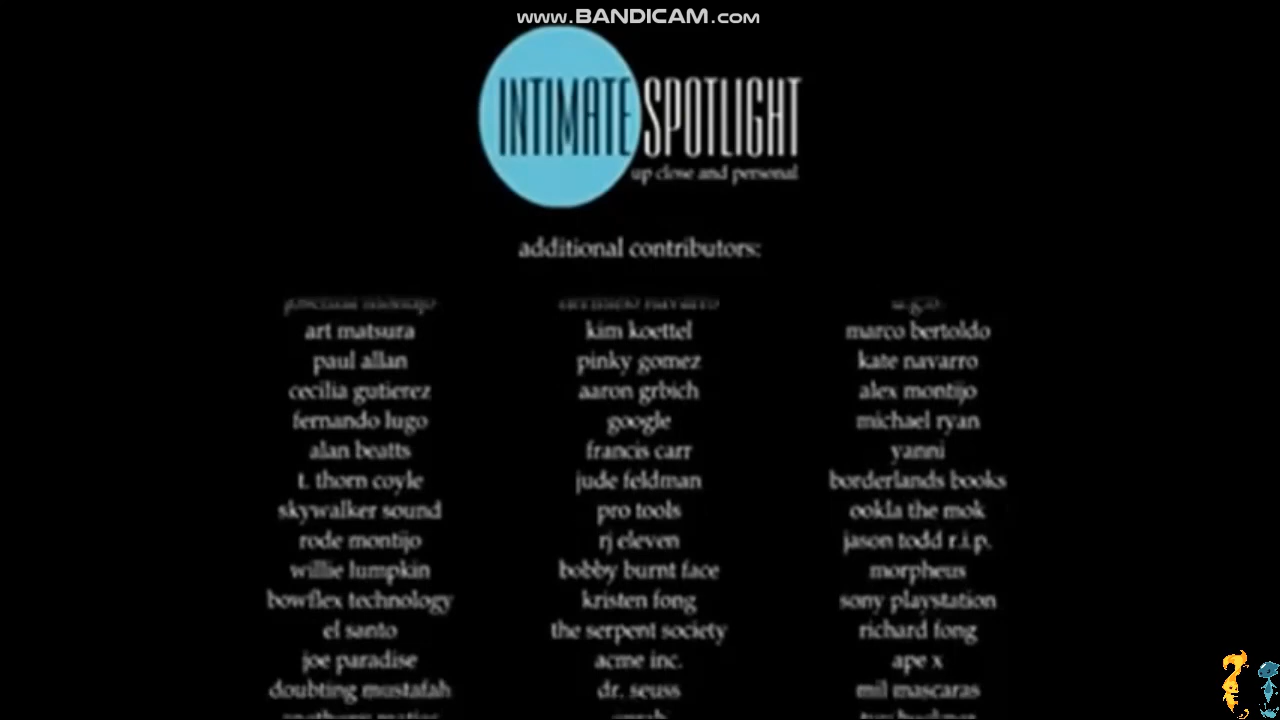 www.BANDICAM.com
INTIMATE SPOTLIGHT
up close and personal
additional contributors:
art matsura kim koettel marco bertoldo
paul allan pinky gomez kate navarro
cecilia gutierez aaron grbich alex montijo
fernando lugo google michael ryan
alan beatts francis carr yanni
t. thorn coyle jude feldman borderlands books
skywalker sound pro tools ookla the mok
rode montijo rj eleven jason todd r.i.p.
willie lumpkin bobby burnt face morpheus
bowflex technology kristen fong sony playstation
el santo the serpent society richard fong
joe paradise acme inc. ape x
doubting mustafah dr. seuss mil mascaras